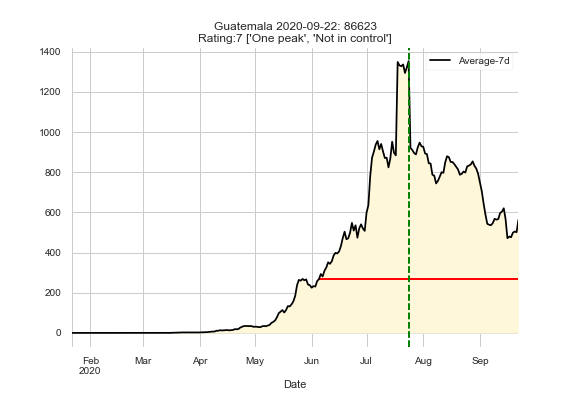 Guatemala 2020-09-22: 86623
Rating:7 ['One peak', 'Not in control']
Average-7d
1400
1200
1000
800
600
400
200
0
Feb Mar Apr May Jun Jul Aug Sep
2020
Date